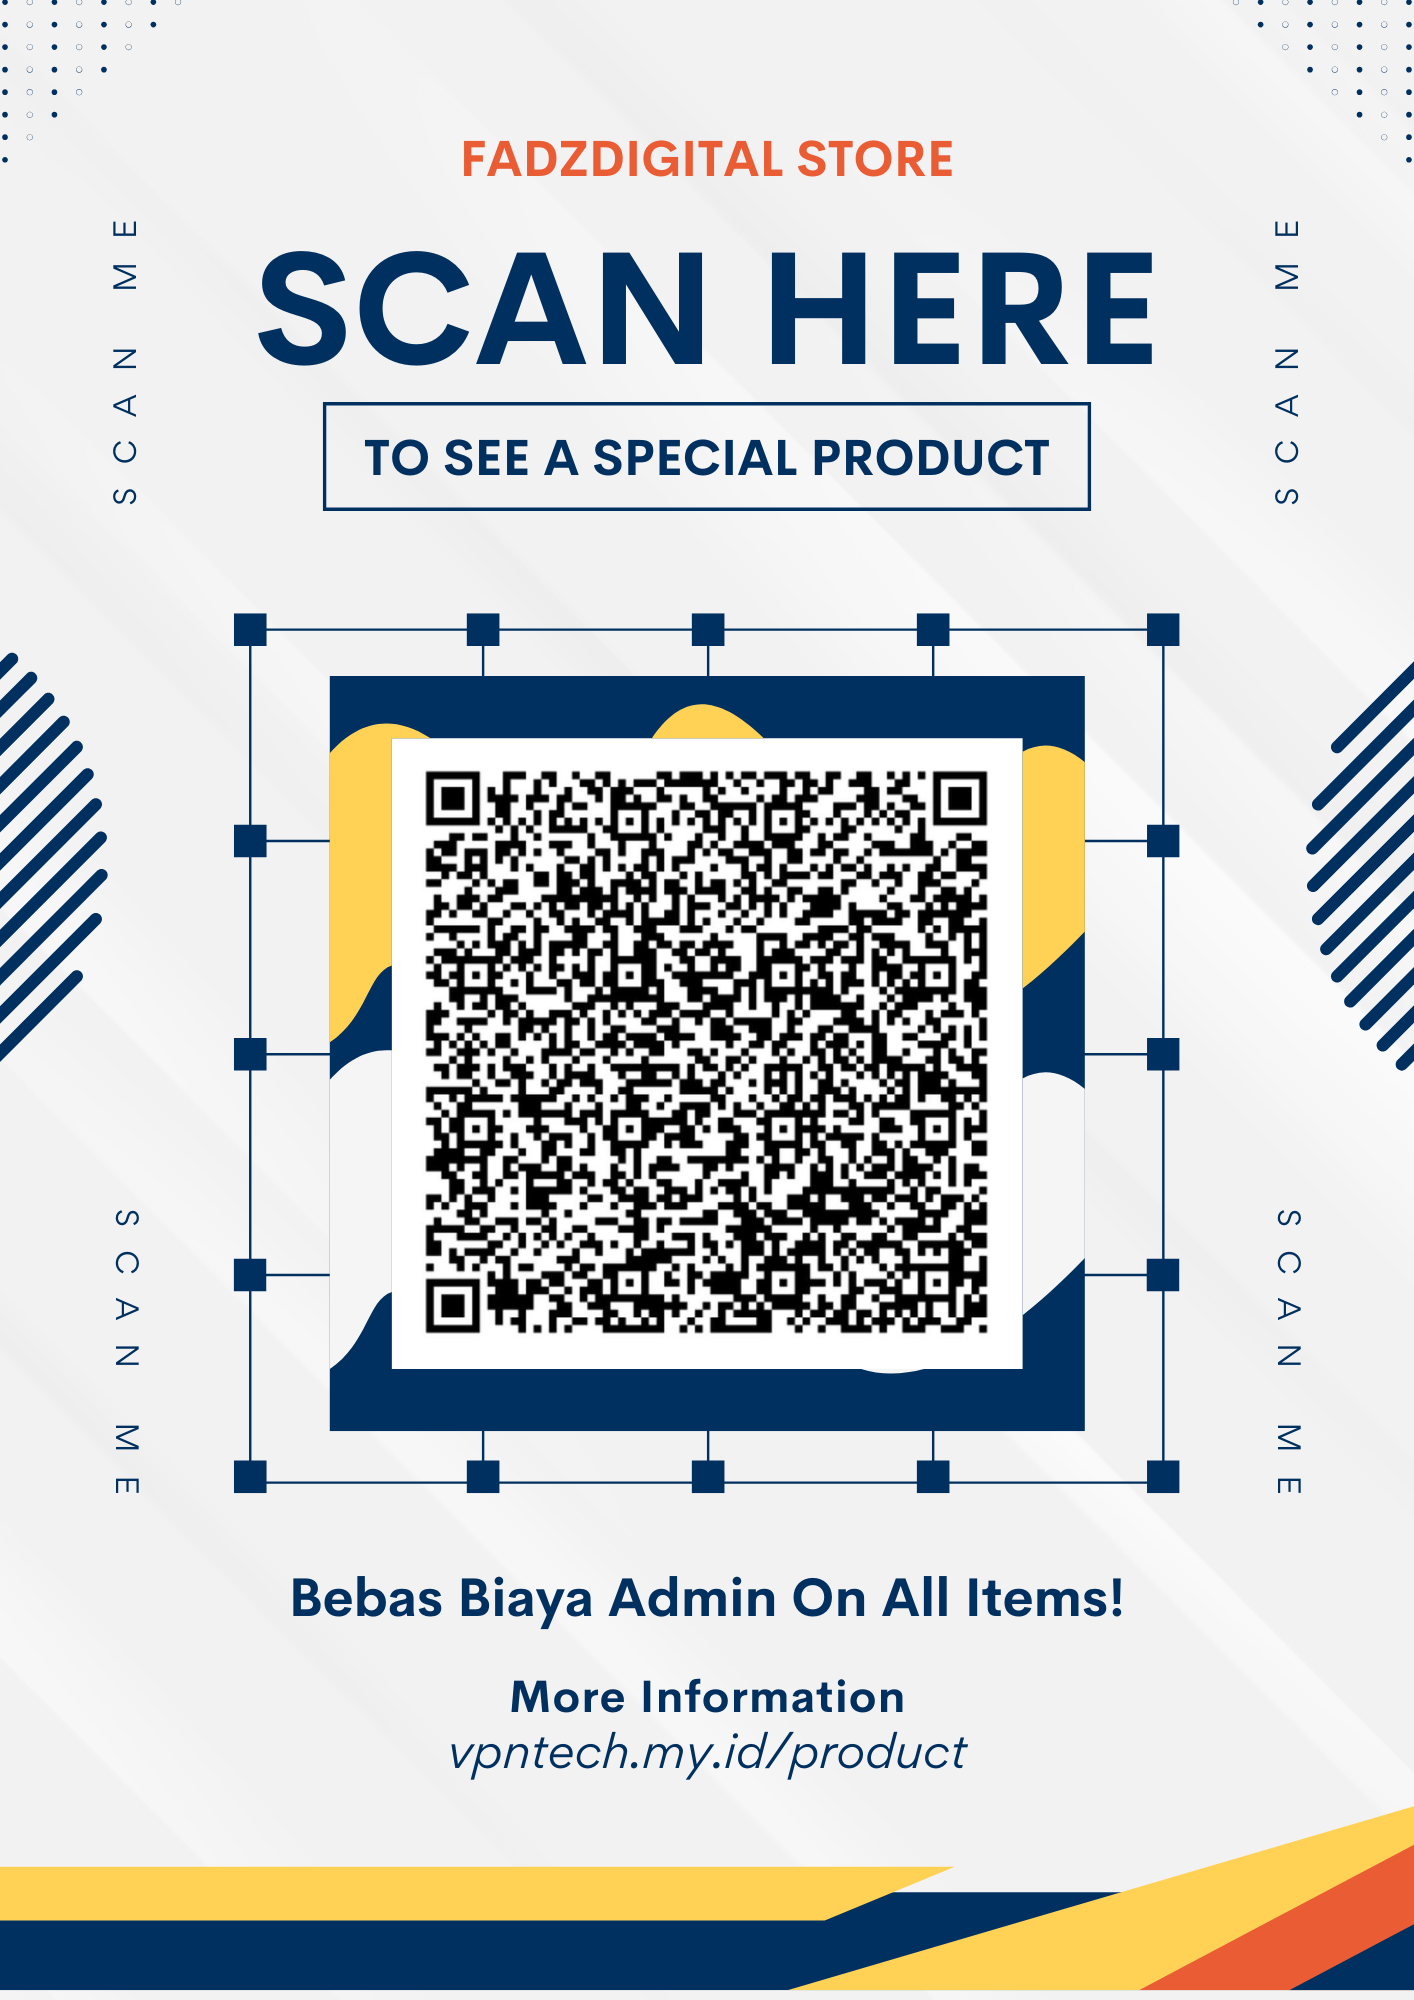 FADZDIGITAL STORE
SCAN HERE
TO SEE A SPECIAL PRODUCT
SCAN ME
SCAN ME
SCAN ME
SCAN ME
Bebas Biaya Admin On All Items!
More Information
vpntech.my.id/product